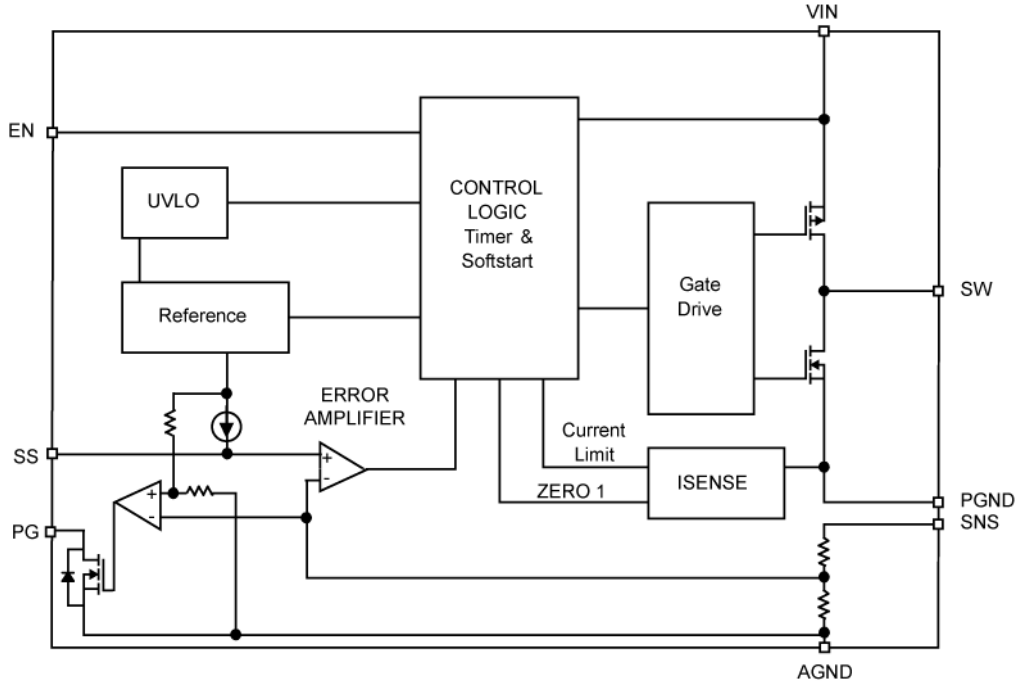 VIN
EN
UVLO
CONTROL
LOGIC
Timer &
Softstart
Gate
Drive
SW
Reference
ERROR
AMPLIFIER
SS
+
-
Current
Limit
ZERO 1
ISENSE
PGND
SNS
+
-
PG
AGND